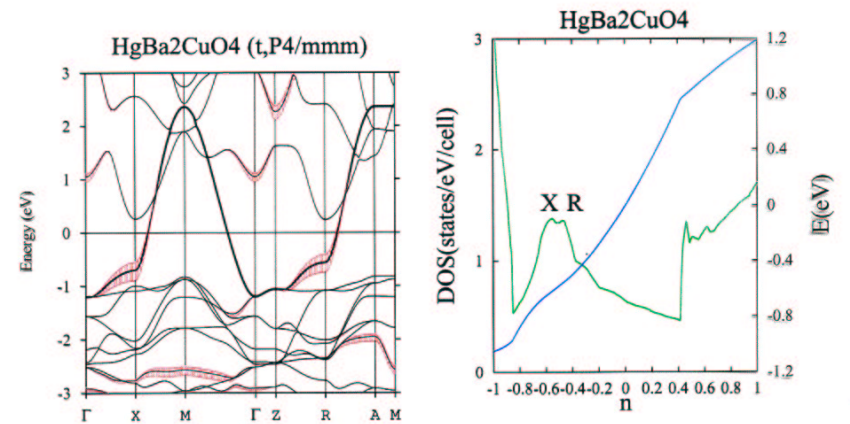 HgBa2CuO4 (t,P4/mmm)
3
2
1
0
-1
-2
-3
Energy (eV)
Γ X M Γ Z R A M
HgBa2CuO4
3
2
1
0
DOS(states/eV/cell)
X R
1.2
0.8
0.4
0
-0.4
-0.8
-1.2
E(eV)
-1 -0.8 -0.6 -0.4 -0.2 0 0.2 0.4 0.6 0.8 1
n